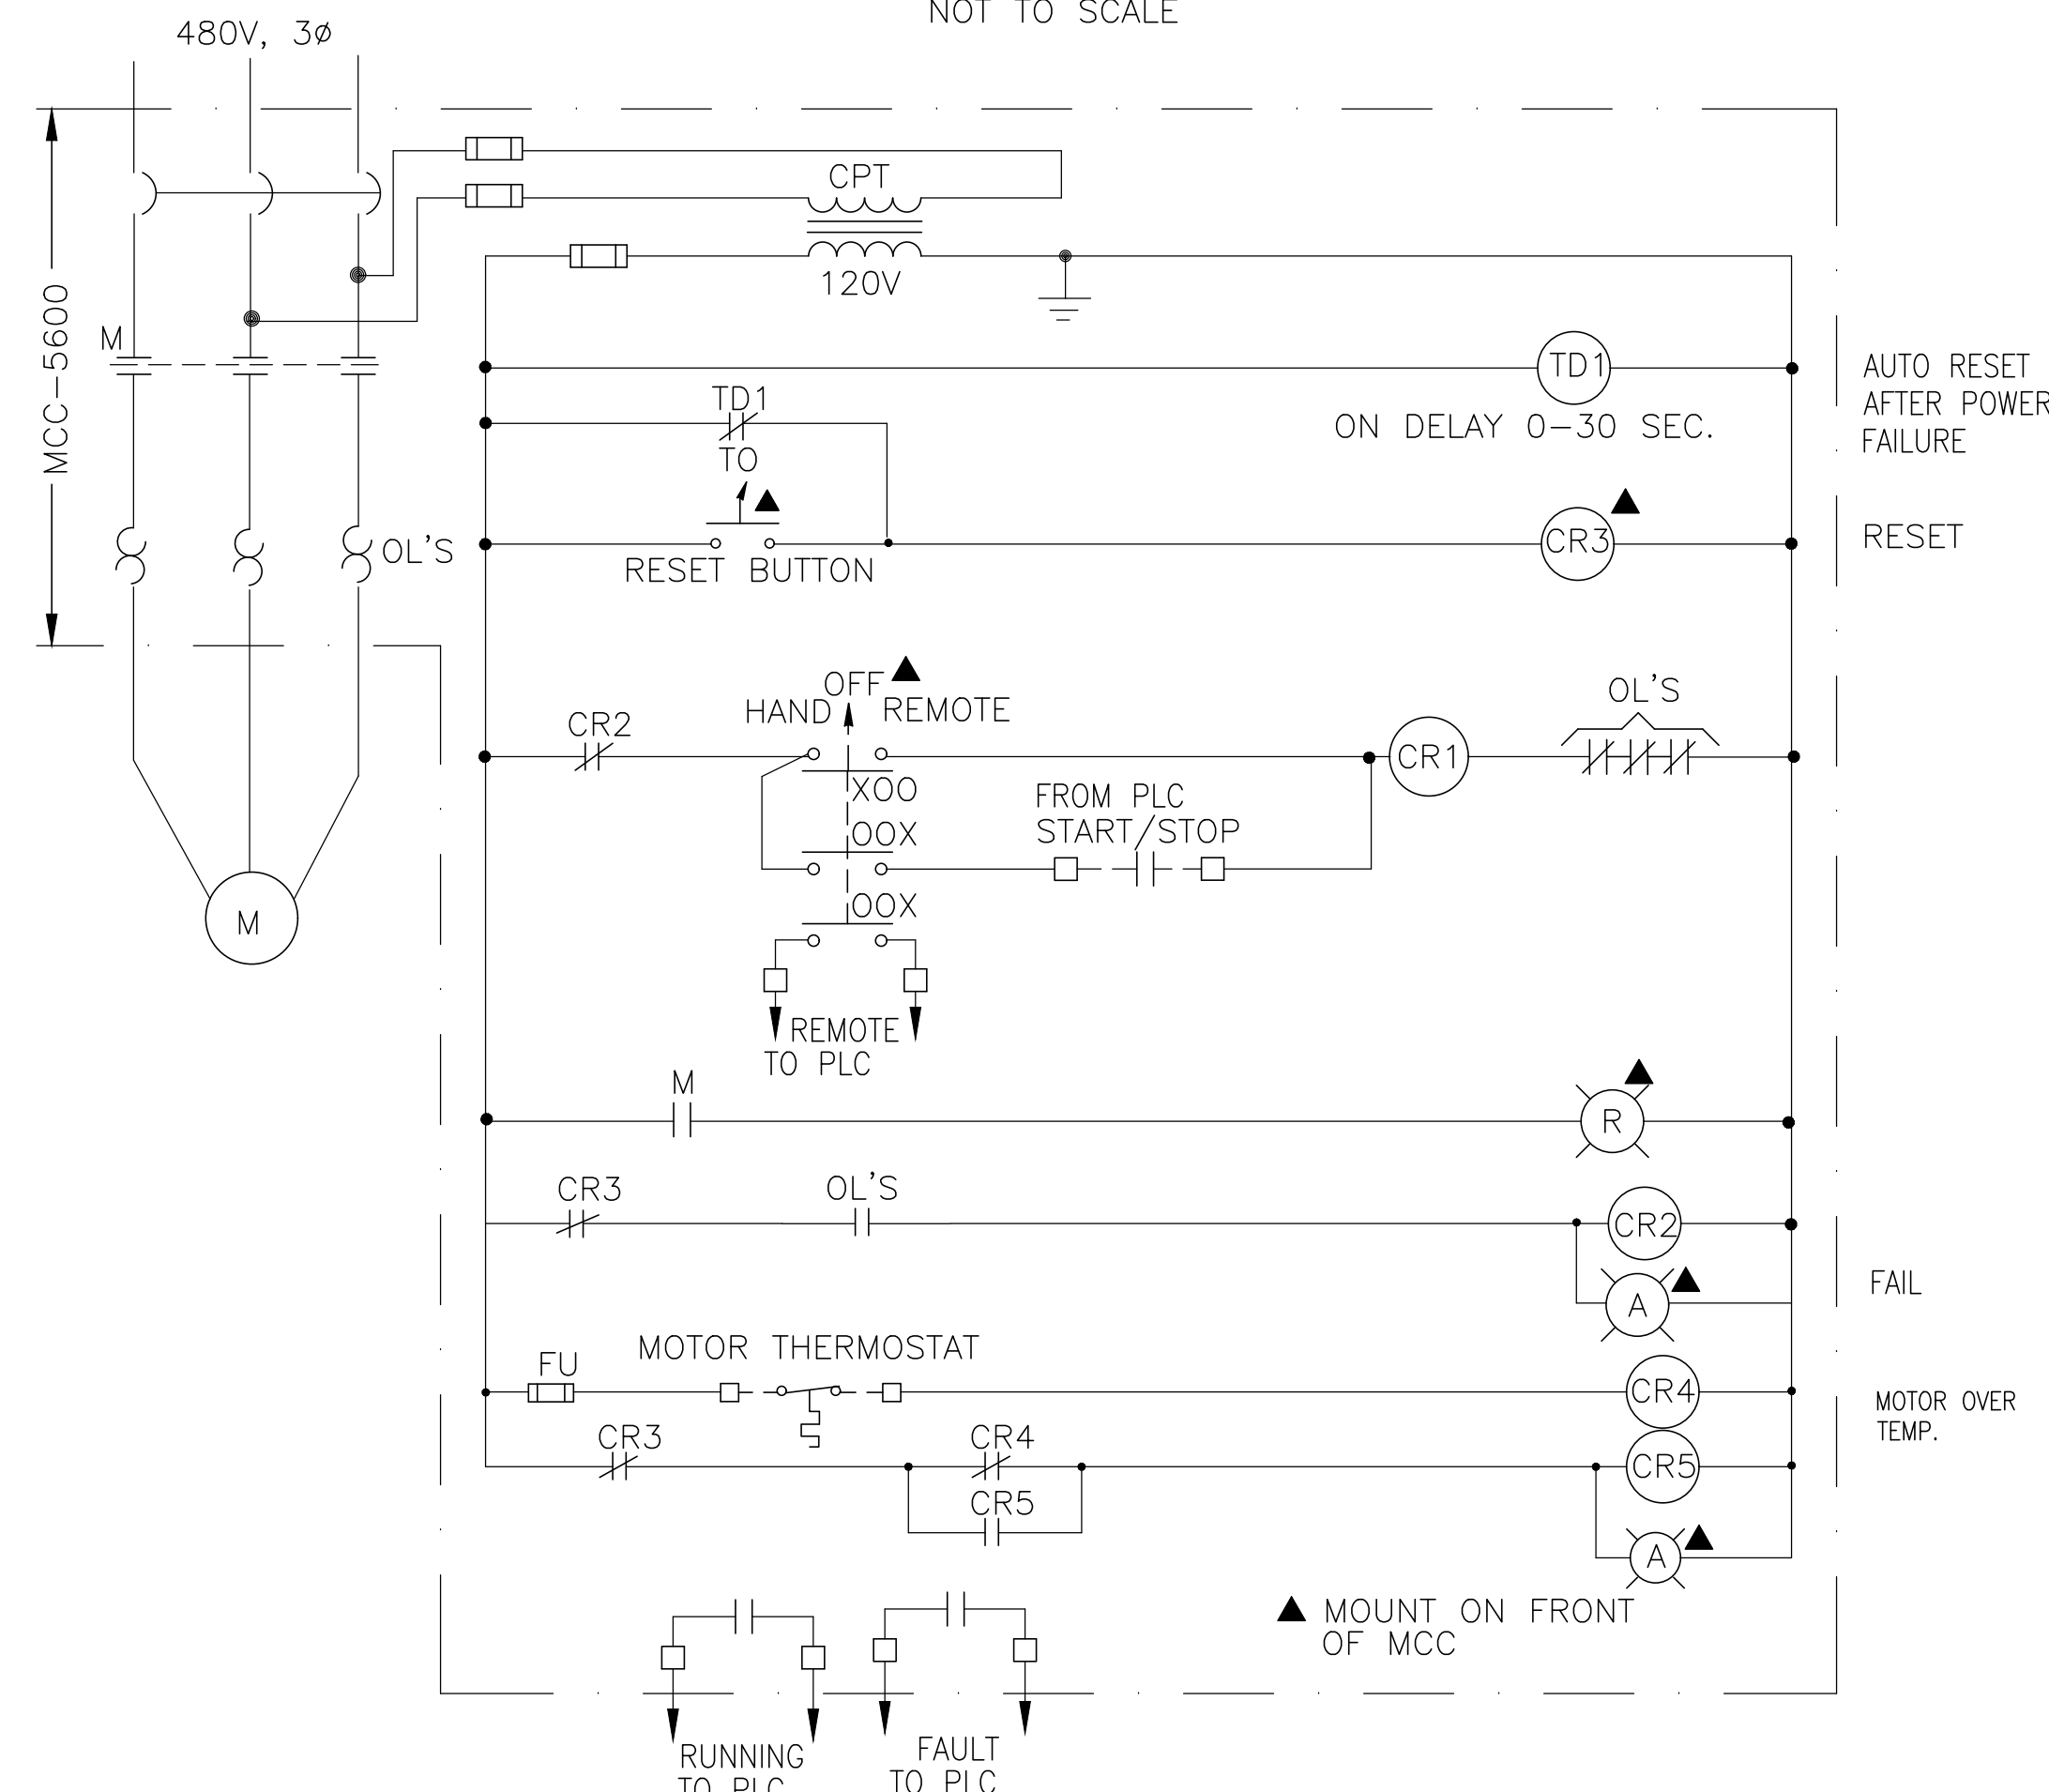 NOT TO SCALE
480V, 3ø
MCC-5600
CPT
120V
M
TD1
AUTO RESET
AFTER POWER
FAILURE
TD1
TO
ON DELAY 0-30 SEC.
OL'S
RESET BUTTON
CR3
RESET
OFF
HAND
REMOTE
CR2
OL'S
CR1
XOO
FROM PLC
START/STOP
OOX
OOX
M
REMOTE
TO PLC
M
R
CR3
OL'S
CR2
FAIL
A
MOTOR THERMOSTAT
FU
CR4
MOTOR OVER
TEMP.
CR3
CR4
CR5
CR5
A
MOUNT ON FRONT
OF MCC
RUNNING
TO PLC
FAULT
TO PLC